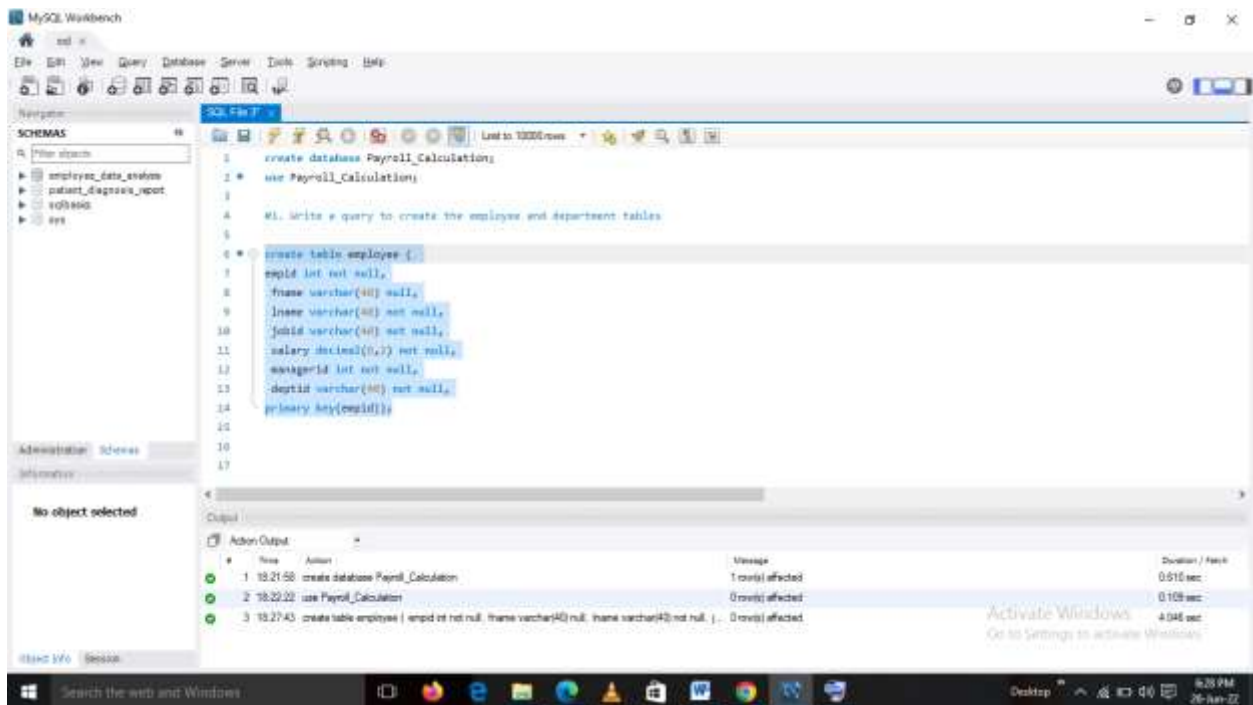 MySQL Workbench
File Edit View Query Database Server Tools Scripting Help
Navigator
SCHEMAS
Filter objects
employee_data_analysis
patient_diagnosis_report
sqlbasics
sys
Administration Schemas
Information
No object selected
Object Info Session
SQL File 3*
Limit to 10000 rows
1 create database Payroll_Calculation;
2 use Payroll_Calculation;
3
4 #1. Write a query to create the employee and department tables
5
6 create table employee (
7 empid int not null,
8 fname varchar(40) null,
9 lname varchar(40) not null,
10 jobid varchar(40) not null,
11 salary decimal(8,2) not null,
12 managerid int not null,
13 deptid varchar(40) not null,
14 primary key(empid));
15
16
17
Output
Action Output
# Time Action Message Duration / Fetch
1 18:21:58 create database Payroll_Calculation 1 row(s) affected 0.610 sec
2 18:22:22 use Payroll_Calculation 0 row(s) affected 0.109 sec
3 18:27:43 create table employee ( empid int not null, fname varchar(40) null, lname varchar(40) not null, j... 0 row(s) affected 4.046 sec
Activate Windows
Go to Settings to activate Windows.
Search the web and Windows
Desktop
6:28 PM
26-Jun-22